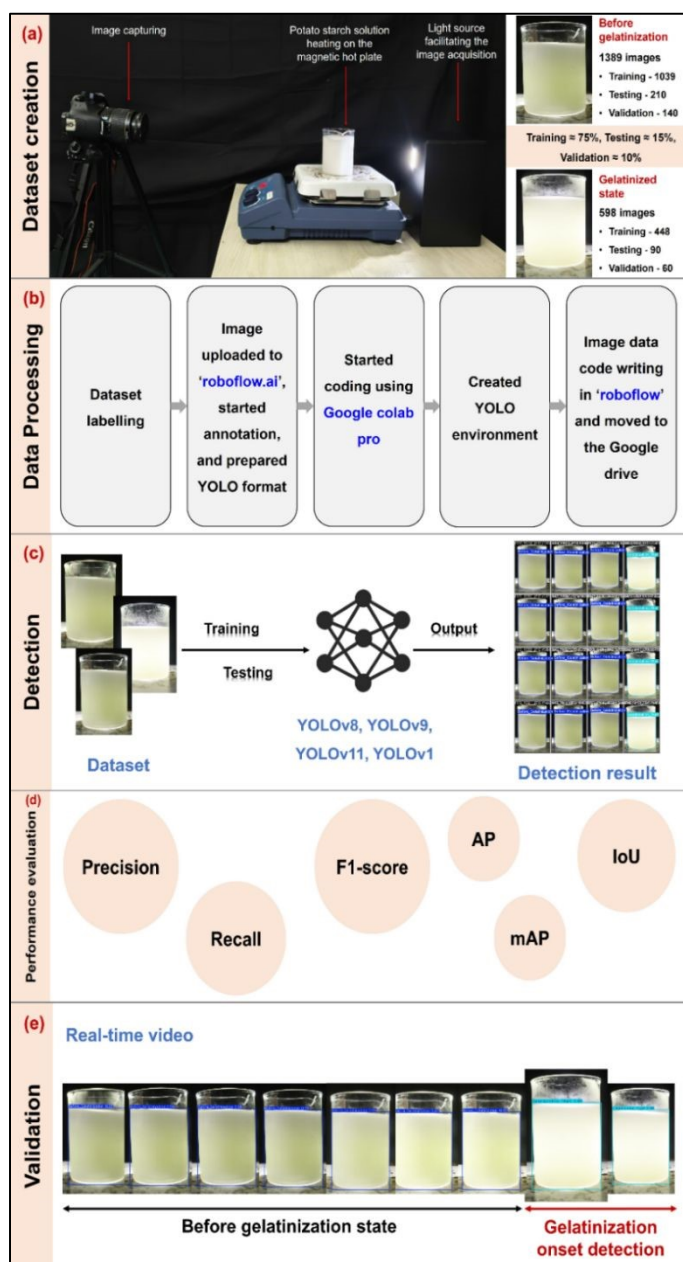 (a)
Dataset creation
Image capturing
Potato starch solution
heating on the
magnetic hot plate
Light source
facilitating the
image acquisition
Before
gelatinization
1389 images
• Training - 1039
• Testing - 210
• Validation - 140
Training ≈ 75%, Testing ≈ 15%,
Validation ≈ 10%
Gelatinized
state
598 images
• Training - 448
• Testing - 90
• Validation - 60
(b)
Data Processing
Dataset
labelling
Image
uploaded to
‘roboflow.ai’,
started
annotation,
and prepared
YOLO format
Started
coding using
Google colab
pro
Created
YOLO
environment
Image data
code writing
in ‘roboflow’
and moved to
the Google
drive
(c)
Detection
Dataset
Training
Testing
YOLOv8, YOLOv9,
YOLOv11, YOLOv1
Output
Detection result
(d)
Performance evaluation
Precision
Recall
F1-score
AP
mAP
IoU
(e)
Validation
Real-time video
Before gelatinization state
Gelatinization
onset detection